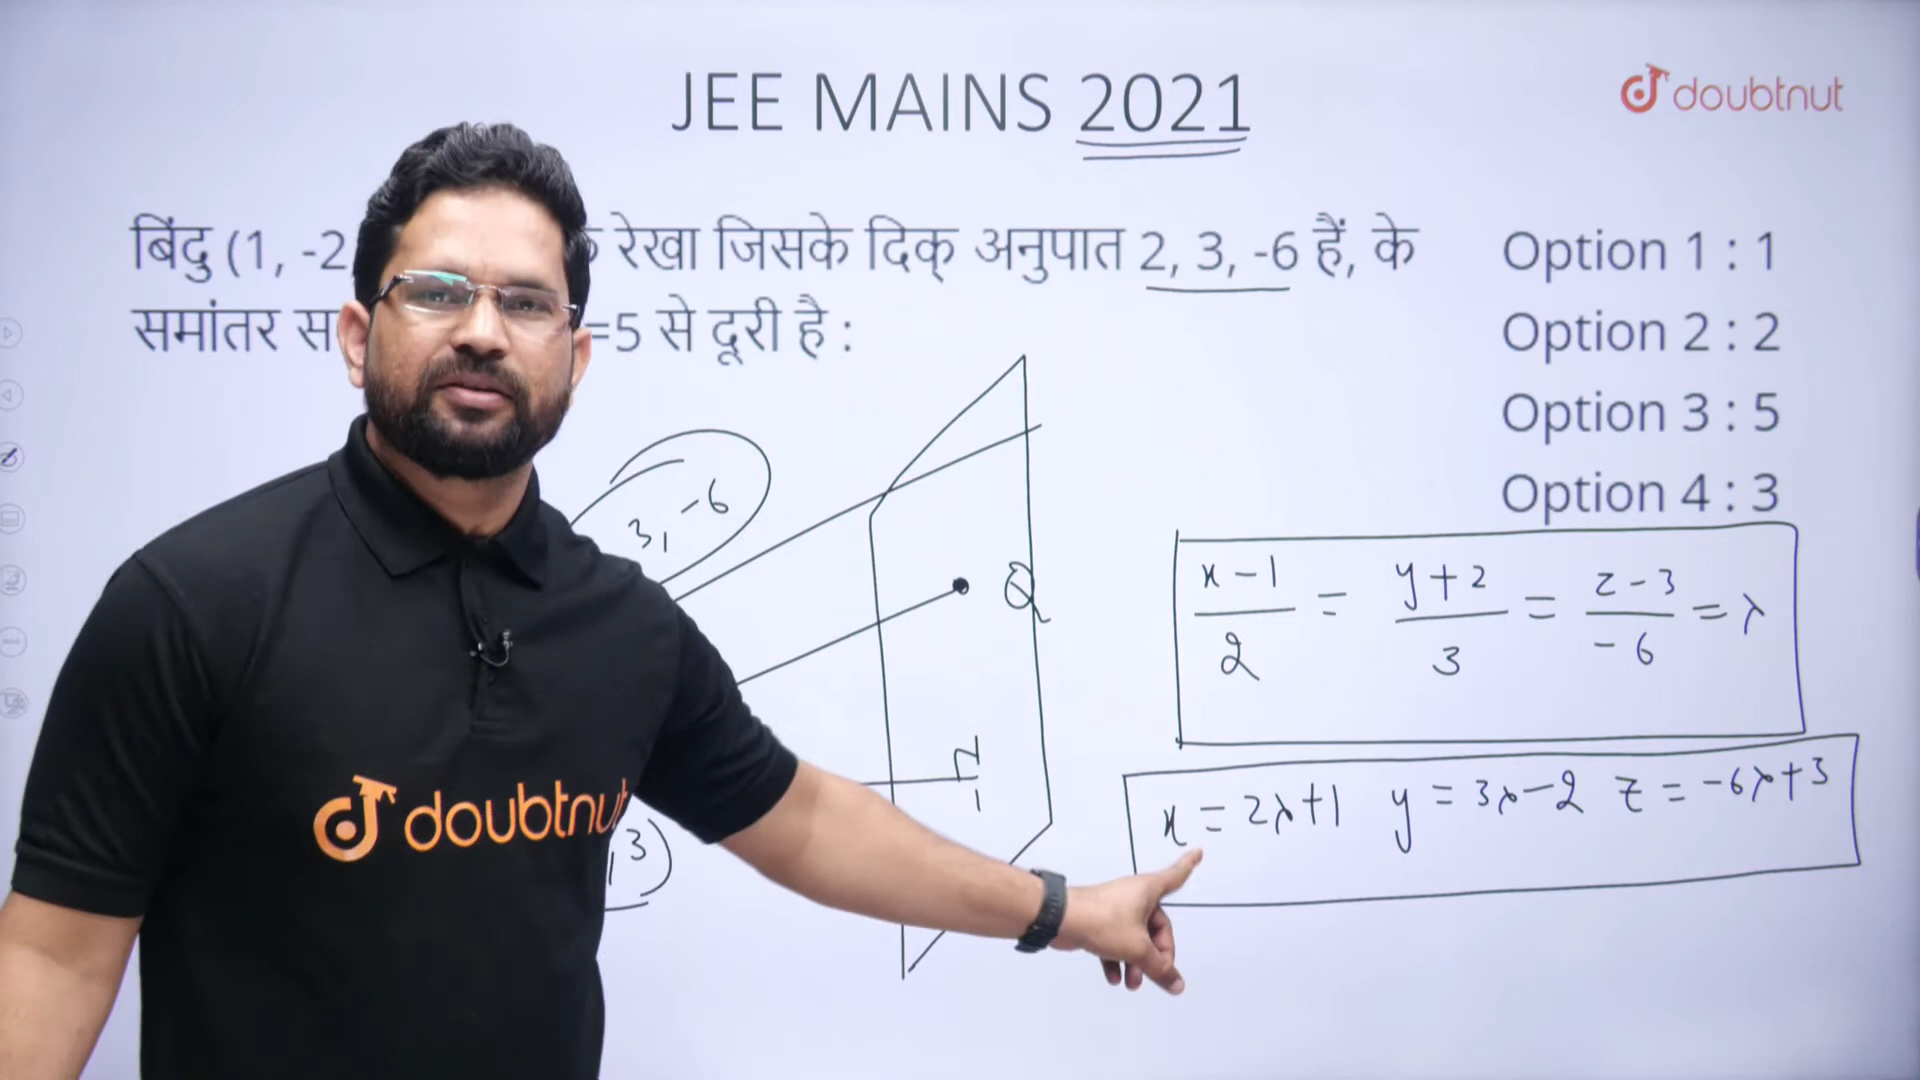 JEE MAINS 2021
doubtnut
बिंदु (1, -2, रेखा जिसके दिक् अनुपात 2, 3, -6 हैं, के
समांतर =5 से दूरी है :
Option 1 : 1
Option 2 : 2
Option 3 : 5
Option 4 : 3
3, -6
Q
x-1/2 = y+2/3 = z-3/-6 = λ
N
x = 2λ+1 y = 3λ-2 z = -6λ+3
, 3)
doubtnut